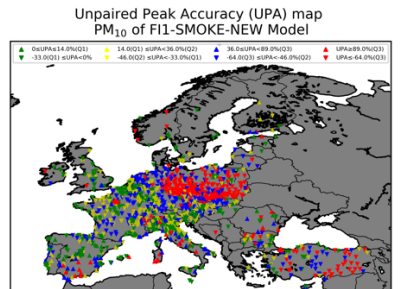 Unpaired Peak Accuracy (UPA) map
PM10 of FI1-SMOKE-NEW Model
0≤UPA≤14.0%(Q1) 14.0(Q1) ≤UPA<36.0%(Q2) 36.0%≤UPA<89.0%(Q3) UPA≥89.0%(Q3)
-33.0(Q1) ≤UPA<0% -46.0(Q2) ≤UPA<-33.0%(Q1) -64.0(Q3) ≤UPA<-46.0%(Q2) UPA≤-64.0%(Q3)